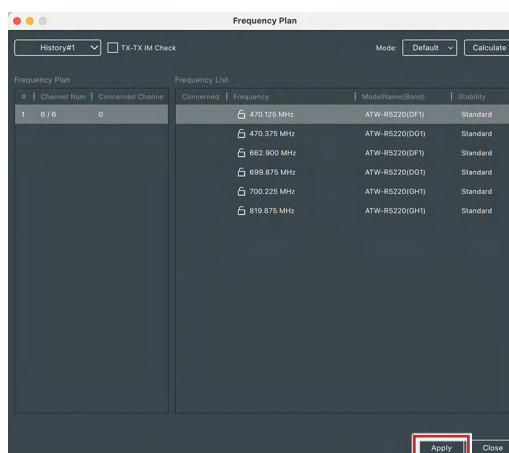 Frequency Plan
History#1 TX-TX IM Check Mode: Default Calculate
Frequency Plan Frequency List
# Channel Num Concerned Channe Concerned Frequency ModelName(Band) Stability
1 6 / 6 0 470.125 MHz ATW-R5220(DF1) Standard
470.375 MHz ATW-R5220(DG1) Standard
662.900 MHz ATW-R5220(DF1) Standard
699.875 MHz ATW-R5220(DG1) Standard
700.225 MHz ATW-R5220(GH1) Standard
819.875 MHz ATW-R5220(GH1) Standard
Apply Close